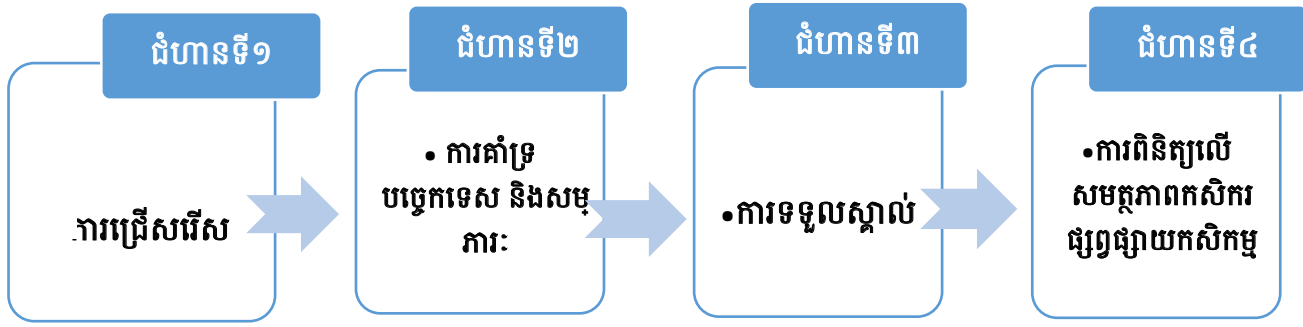 ជំហានទី១
ការជ្រើសរើស
ជំហានទី២
• ការគាំទ្រ
បច្ចេកទេស និងសម្
ភារៈ
ជំហានទី៣
•ការទទួលស្គាល់
ជំហានទី៤
•ការពិនិត្យលើ
សមត្ថភាពកសិករ
ផ្សព្វផ្សាយកសិកម្ម